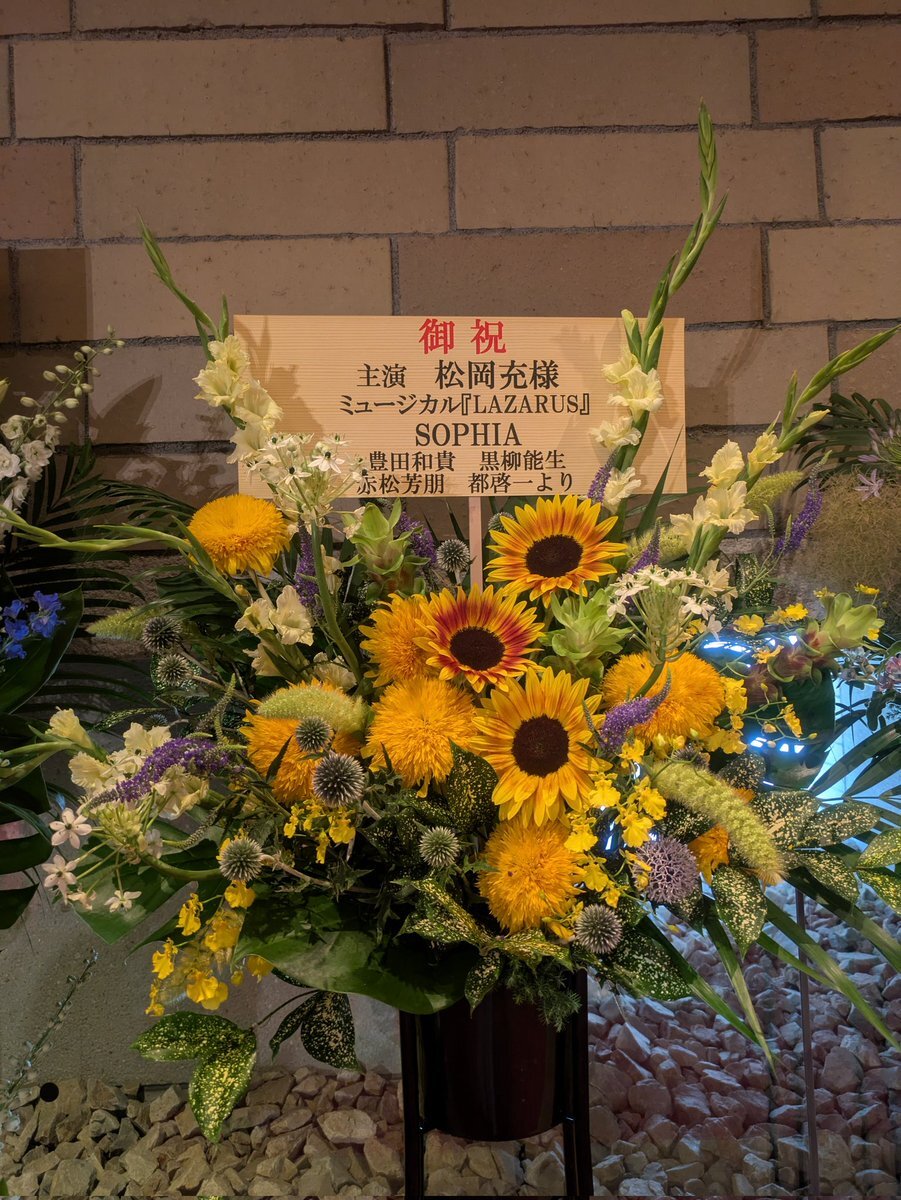 御祝
主演 松岡充様
ミュージカル『LAZARUS』
SOPHIA
豊田和貴 黒柳能生
赤松芳朋 都啓一より